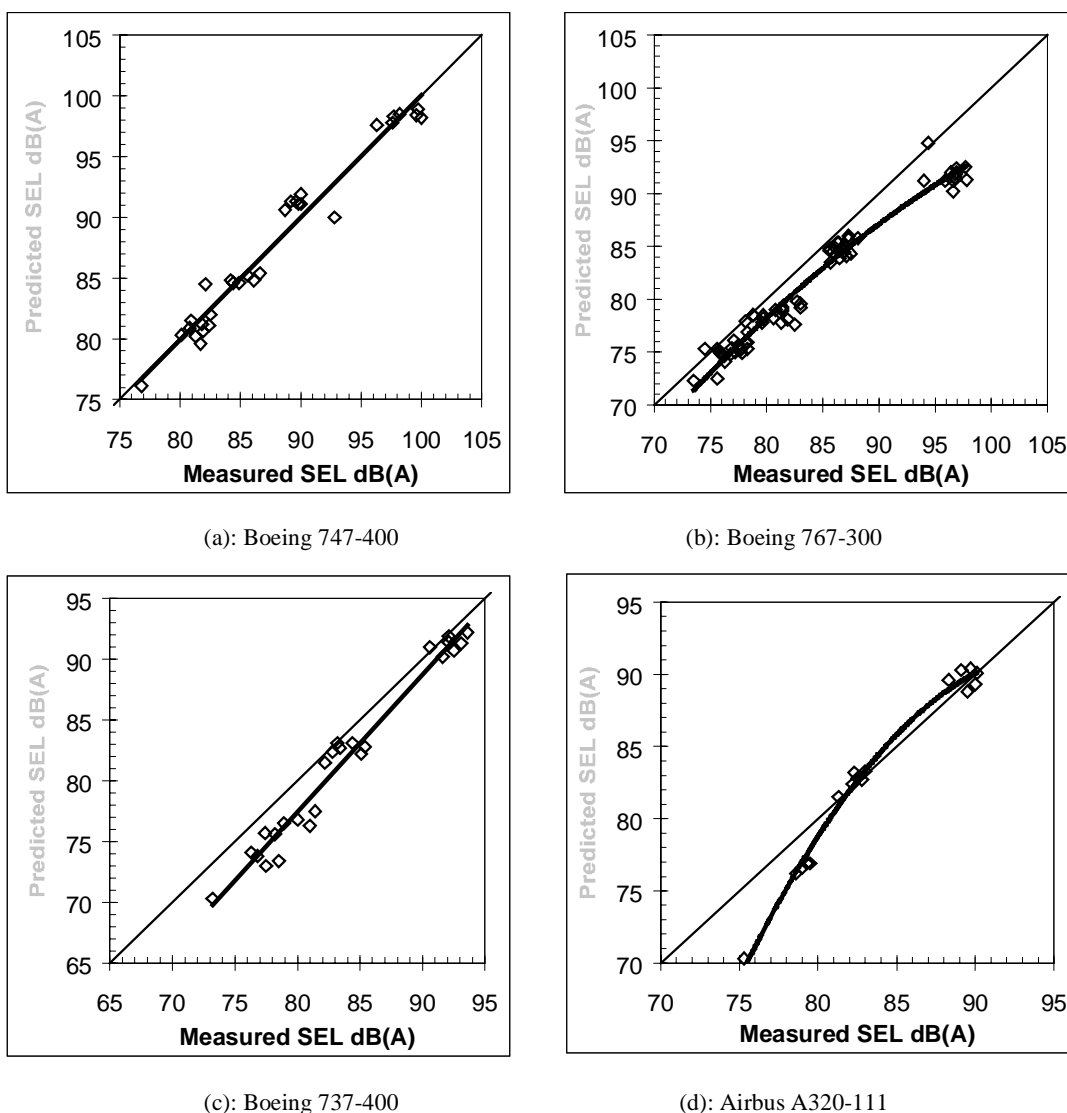 105
100
95
90
85
80
75
Predicted SEL dB(A)
75 80 85 90 95 100 105
Measured SEL dB(A)
(a): Boeing 747-400
105
100
95
90
85
80
75
70
Predicted SEL dB(A)
70 75 80 85 90 95 100 105
Measured SEL dB(A)
(b): Boeing 767-300
95
90
85
80
75
70
65
Predicted SEL dB(A)
65 70 75 80 85 90 95
Measured SEL dB(A)
(c): Boeing 737-400
95
90
85
80
75
70
Predicted SEL dB(A)
70 75 80 85 90 95
Measured SEL dB(A)
(d): Airbus A320-111